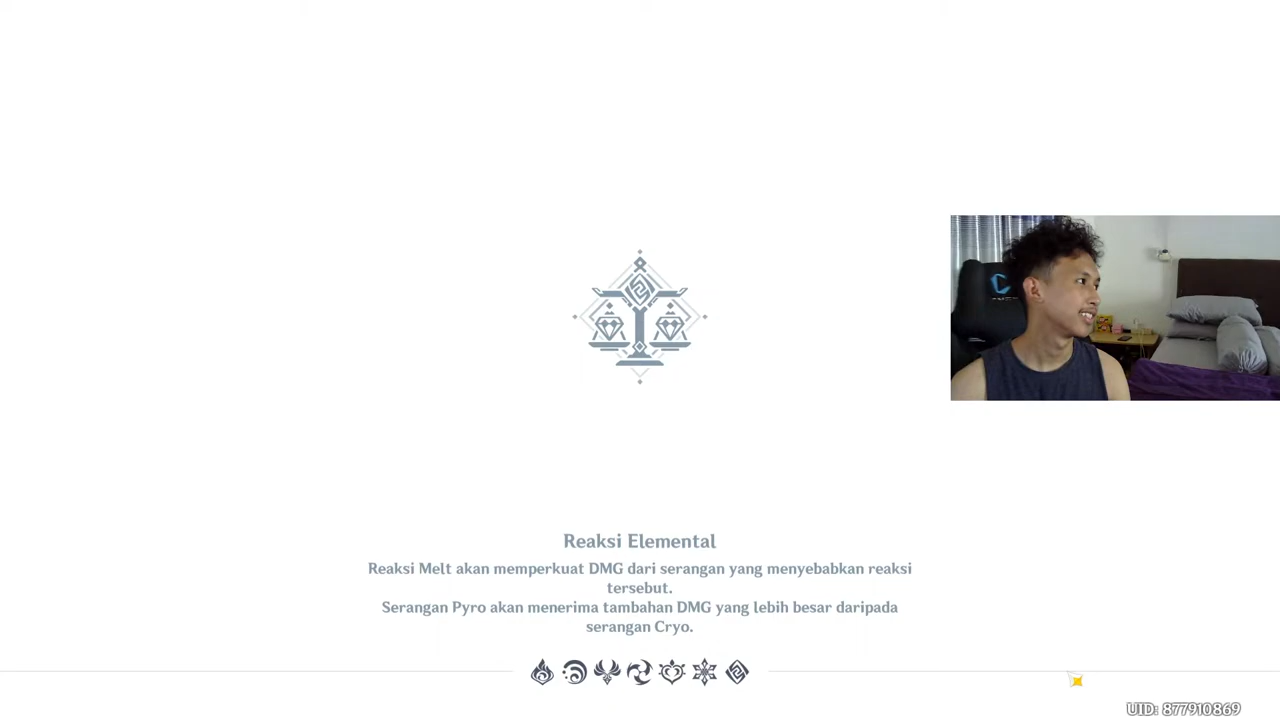 Reaksi Elemental
Reaksi Melt akan memperkuat DMG dari serangan yang menyebabkan reaksi
tersebut.
Serangan Pyro akan menerima tambahan DMG yang lebih besar daripada
serangan Cryo.
UID: 877910869